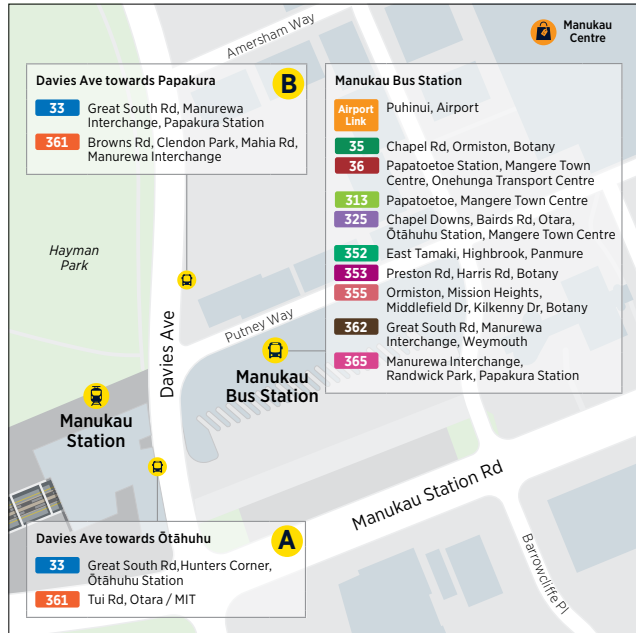 Amersham Way
Manukau
Centre
Davies Ave towards Papakura
B
33 Great South Rd, Manurewa
Interchange, Papakura Station
361 Browns Rd, Clendon Park, Mahia Rd,
Manurewa Interchange
Manukau Bus Station
Airport
Link
Puhinui, Airport
35 Chapel Rd, Ormiston, Botany
36 Papatoetoe Station, Mangere Town
Centre, Onehunga Transport Centre
313 Papatoetoe, Mangere Town Centre
325 Chapel Downs, Bairds Rd, Otara,
Ōtāhuhu Station, Mangere Town Centre
352 East Tamaki, Highbrook, Panmure
353 Preston Rd, Harris Rd, Botany
355 Ormiston, Mission Heights,
Middlefield Dr, Kilkenny Dr, Botany
362 Great South Rd, Manurewa
Interchange, Weymouth
365 Manurewa Interchange,
Randwick Park, Papakura Station
Hayman
Park
Davies Ave
Putney Way
Manukau
Bus Station
Manukau
Station
Manukau Station Rd
Barrowcliffe Pl
Davies Ave towards Ōtāhuhu
A
33 Great South Rd,Hunters Corner,
Ōtāhuhu Station
361 Tui Rd, Otara / MIT